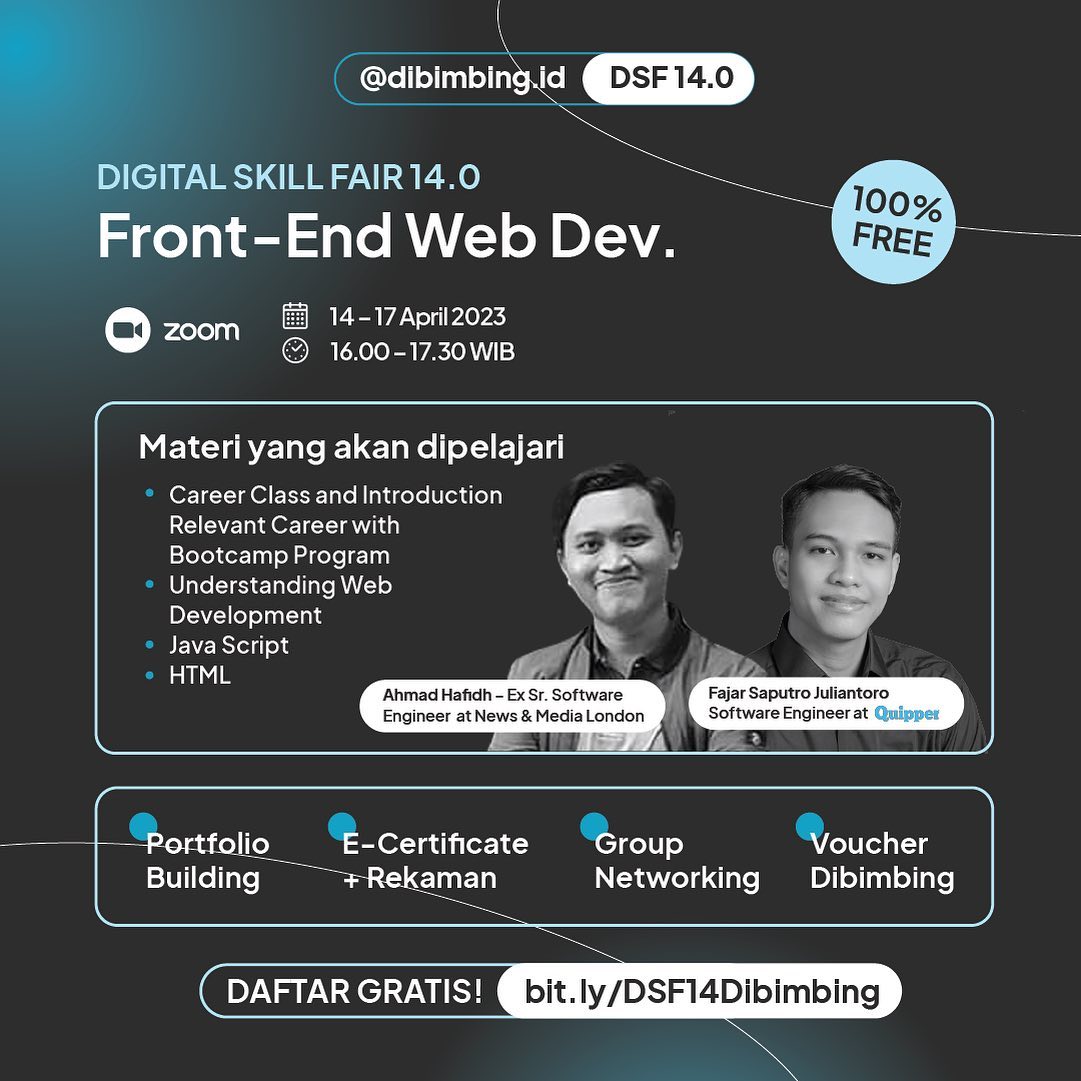 @dibimbing.id DSF 14.0
DIGITAL SKILL FAIR 14.0
Front-End Web Dev.
100%
FREE
zoom
14 – 17 April 2023
16.00 – 17.30 WIB
Materi yang akan dipelajari
Career Class and Introduction
Relevant Career with
Bootcamp Program
Understanding Web
Development
Java Script
HTML
Ahmad Hafidh – Ex Sr. Software
Engineer at News & Media London
Fajar Saputro Juliantoro
Software Engineer at Quipper
Portfolio
Building
E-Certificate
+ Rekaman
Group
Networking
Voucher
Dibimbing
DAFTAR GRATIS! bit.ly/DSF14Dibimbing